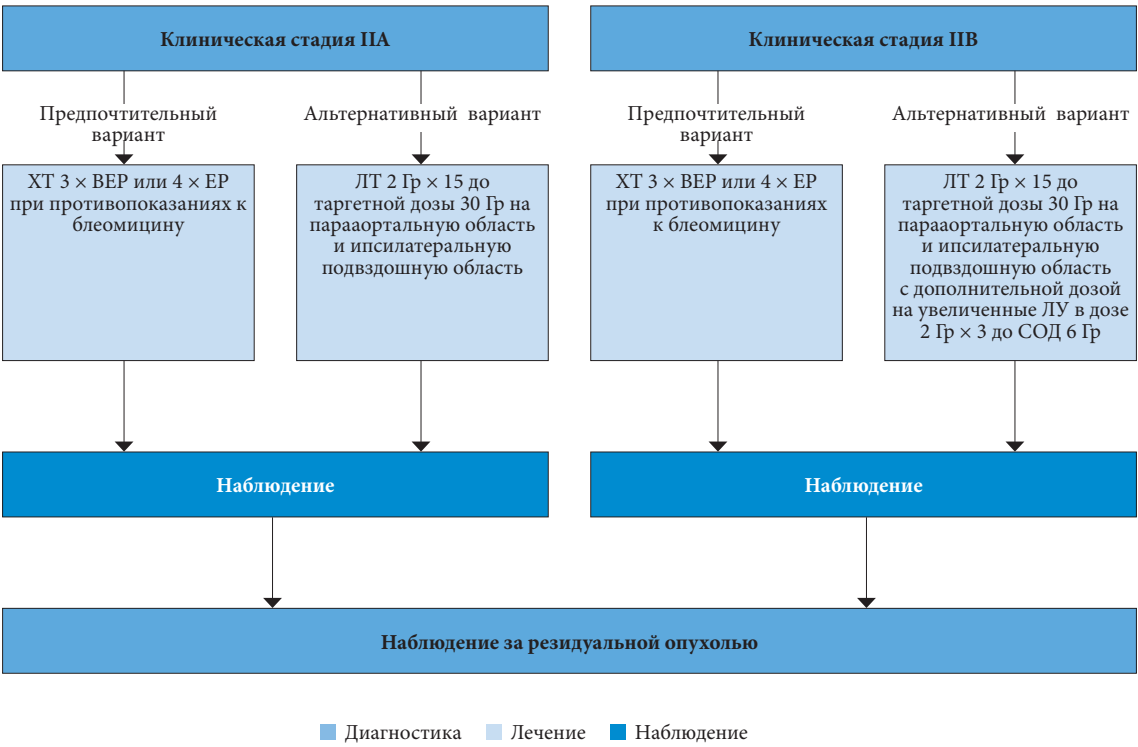 Клиническая стадия IIA
Клиническая стадия IIB
Предпочтительный
вариант
Альтернативный вариант
Предпочтительный
вариант
Альтернативный вариант
ХТ 3 × BEP или 4 × EP
при противопоказаниях к
блеомицину
ЛТ 2 Гр × 15 до
таргетной дозы 30 Гр на
парааортальную область
и ипсилатеральную
подвздошную область
ХТ 3 × BEP или 4 × EP
при противопоказаниях
к блеомицину
ЛТ 2 Гр × 15 до
таргетной дозы 30 Гр на
парааортальную область
и ипсилатеральную
подвздошную область
с дополнительной дозой
на увеличенные ЛУ в дозе
2 Гр × 3 до СОД 6 Гр
Наблюдение
Наблюдение
Наблюдение за резидуальной опухолью
Диагностика Лечение Наблюдение